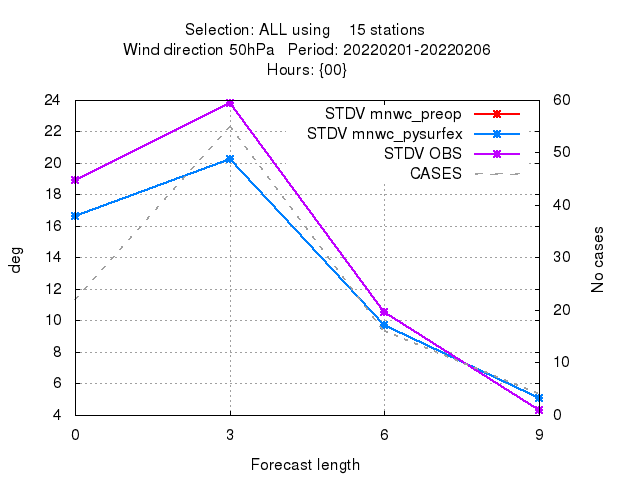 Selection: ALL using    15 stations
Wind direction 50hPa   Period: 20220201-20220206
Hours: {00}
24
22
20
18
16
14
12
10
8
6
4
deg
STDV mnwc_preop
STDV mnwc_pysurfex
STDV OBS
CASES
60
50
40
30
20
10
0
No cases
0
3
6
9
Forecast length